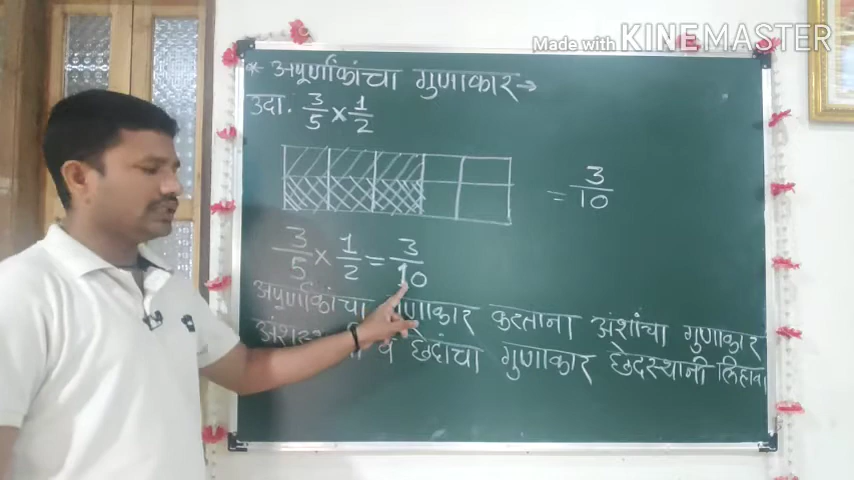 Made with KINEMASTER
* अपूर्णांकांचा गुणाकार →
उदा. 3/5 × 1/2
= 3/10
3/5 × 1/2 = 3/10
अपूर्णांकांचा गुणाकार करताना अंशांचा गुणाकार
व छेदांचा गुणाकार छेदस्थानी लिहावा